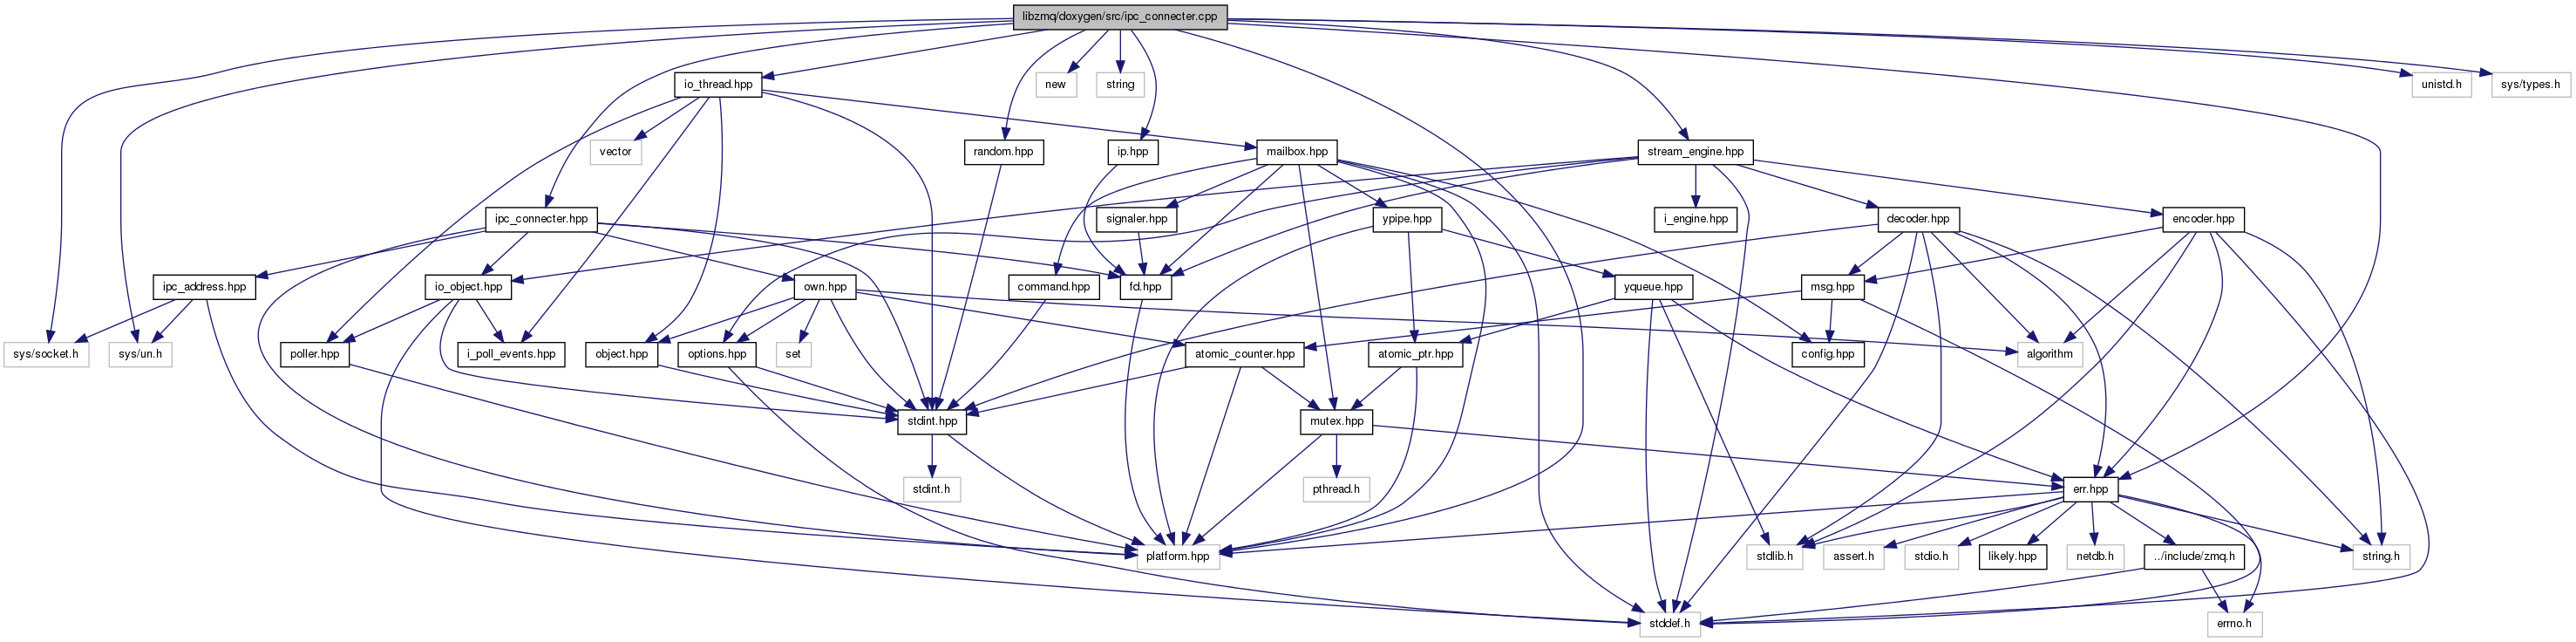 libzmq/doxygen/src/ipc_connecter.cpp
io_thread.hpp
new
string
unistd.h
sys/types.h
vector
random.hpp
ip.hpp
mailbox.hpp
stream_engine.hpp
ipc_connecter.hpp
signaler.hpp
ypipe.hpp
i_engine.hpp
decoder.hpp
encoder.hpp
ipc_address.hpp
io_object.hpp
own.hpp
command.hpp
fd.hpp
yqueue.hpp
msg.hpp
sys/socket.h
sys/un.h
poller.hpp
i_poll_events.hpp
object.hpp
options.hpp
set
atomic_counter.hpp
atomic_ptr.hpp
config.hpp
algorithm
stdint.hpp
mutex.hpp
stdint.h
pthread.h
err.hpp
platform.hpp
stdlib.h
assert.h
stdio.h
likely.hpp
netdb.h
../include/zmq.h
string.h
stddef.h
errno.h